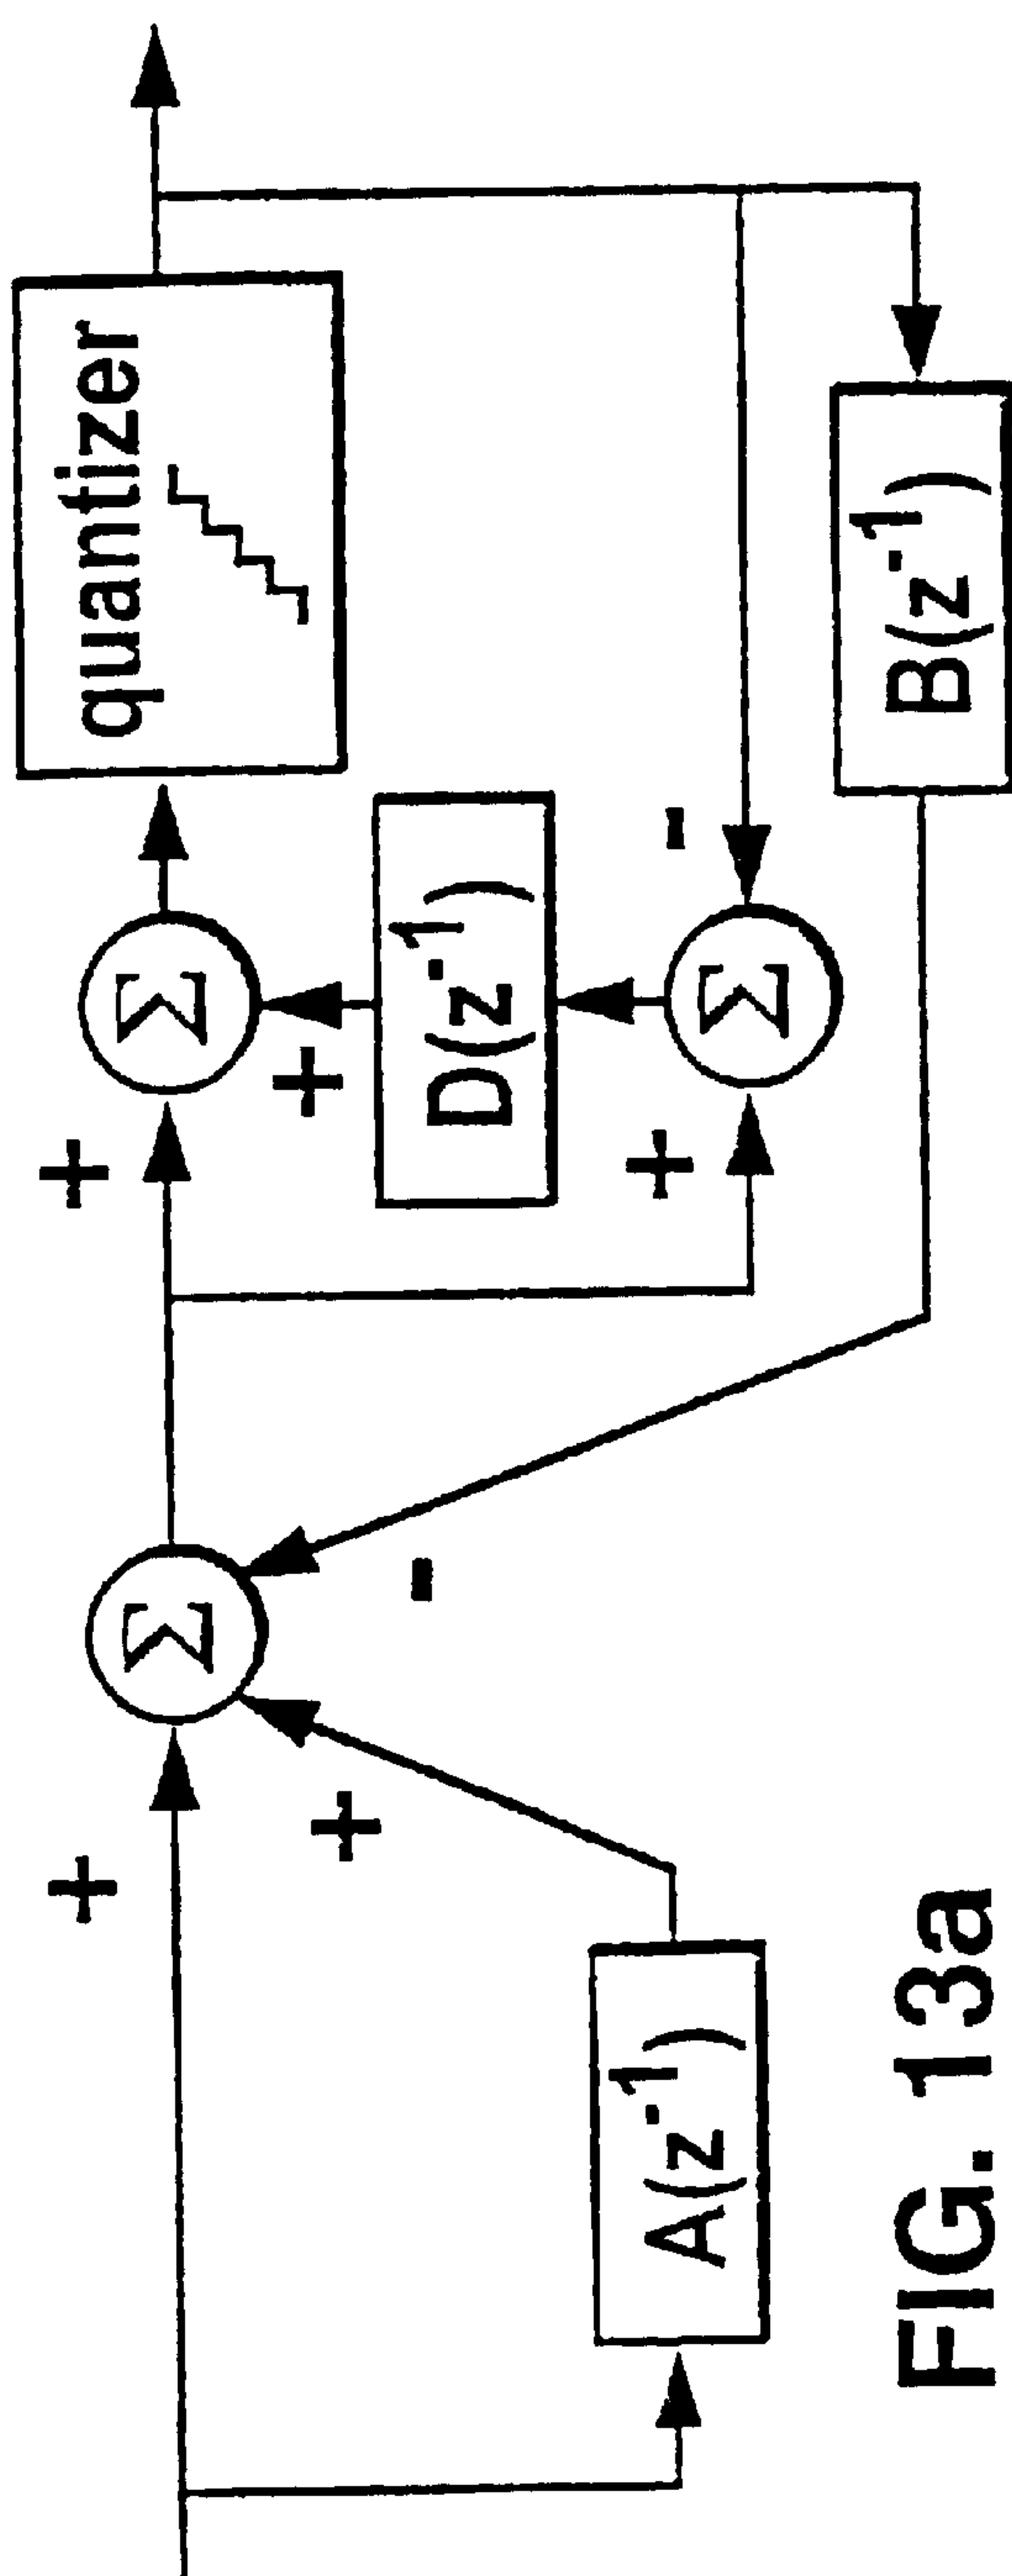 quantizer
+
Σ
+
Σ
+
D(z⁻¹)
+
Σ
-
-
A(z⁻¹)
B(z⁻¹)
+
FIG. 13a